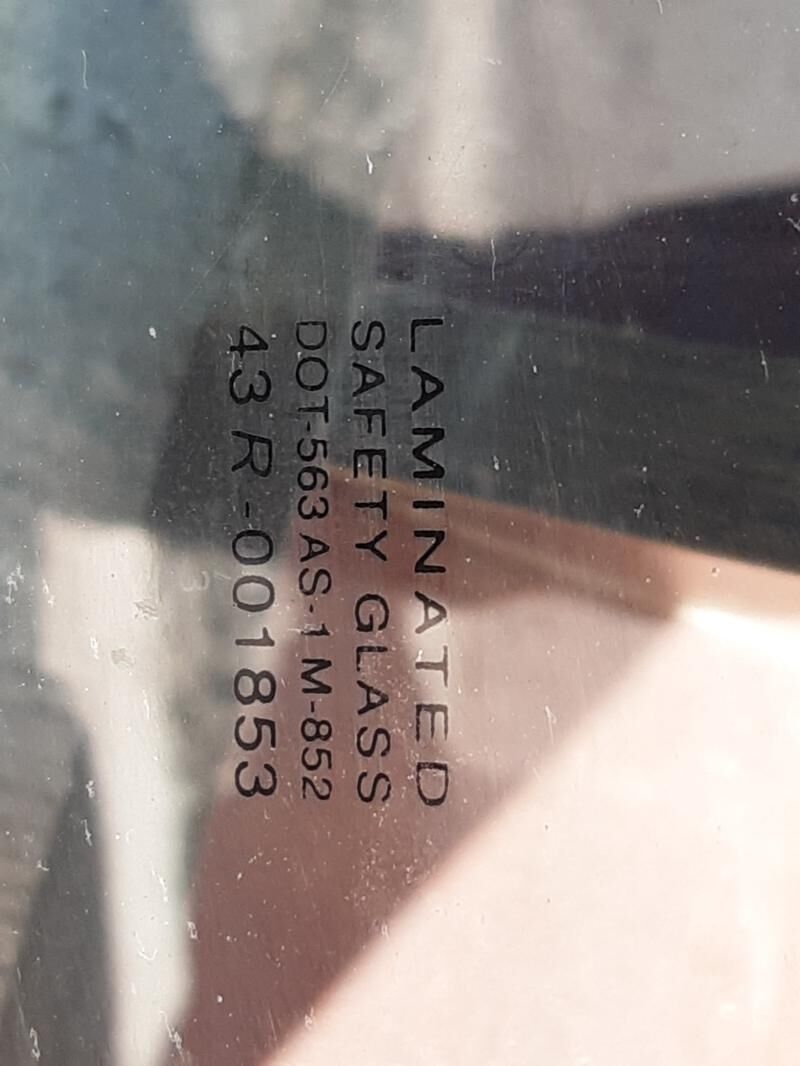 LAMINATED
SAFETY GLASS
DOT-563 AS-1 M-852
43 R -001853